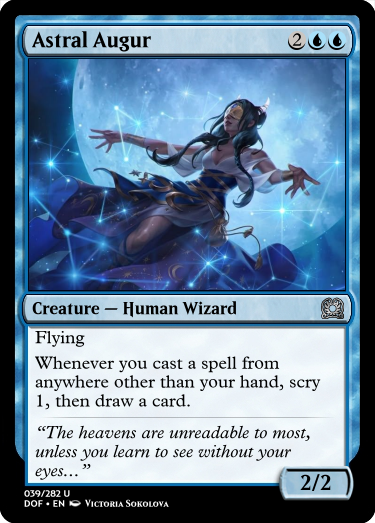 Astral Augur 2
Creature — Human Wizard
Flying
Whenever you cast a spell from
anywhere other than your hand, scry
1, then draw a card.
“The heavens are unreadable to most,
unless you learn to see without your
eyes…”
2/2
039/282 U
DOF • EN Victoria Sokolova